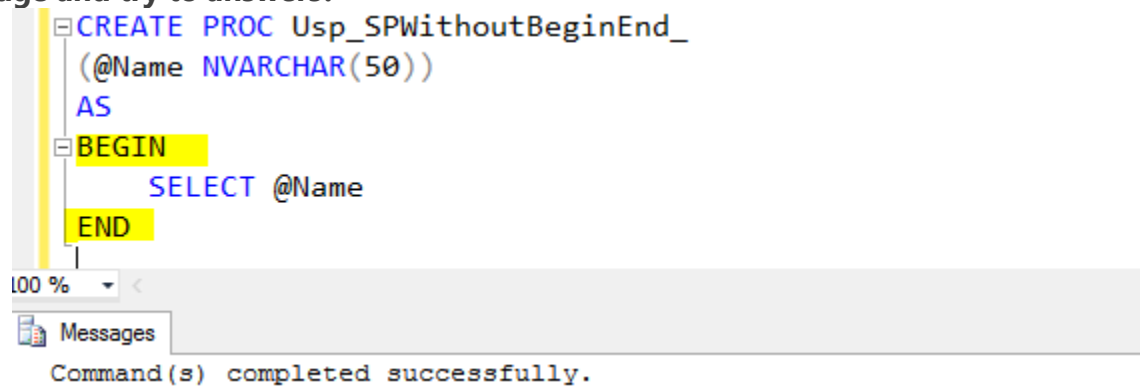 CREATE PROC Usp_SPWithoutBeginEnd_
(@Name NVARCHAR(50))
AS
BEGIN
SELECT @Name
END
100 %
Messages
Command(s) completed successfully.